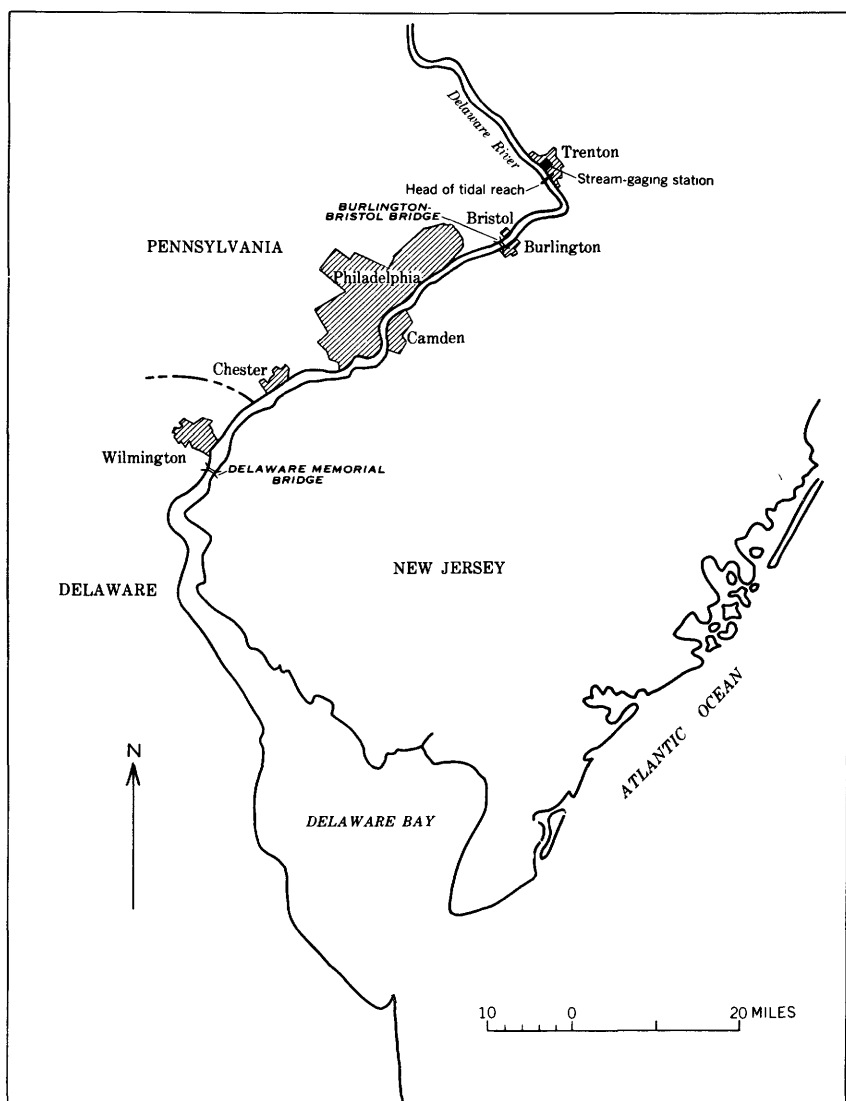 Delaware River
Trenton
Stream-gaging station
Head of tidal reach
BURLINGTON-
BRISTOL BRIDGE
Bristol
Burlington
PENNSYLVANIA
Philadelphia
Camden
Chester
Wilmington
DELAWARE MEMORIAL
BRIDGE
NEW JERSEY
DELAWARE
ATLANTIC OCEAN
N
DELAWARE BAY
10 0 20 MILES